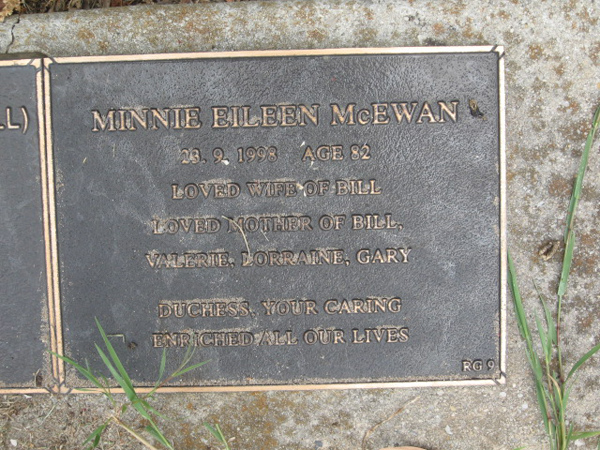 LL)
MINNIE EILEEN McEWAN
23. 9. 1998 AGE 82
LOVED WIFE OF BILL
LOVED MOTHER OF BILL,
VALERIE, LORRAINE, GARY
DUCHESS, YOUR CARING
ENRICHED ALL OUR LIVES
RG 9